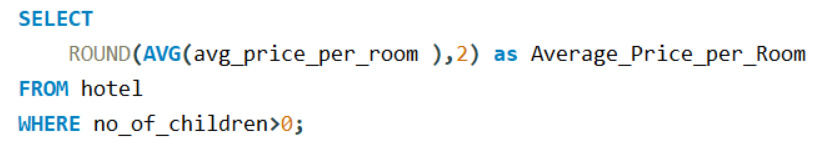 SELECT
ROUND(AVG(avg_price_per_room ),2) as Average_Price_per_Room
FROM hotel
WHERE no_of_children>0;